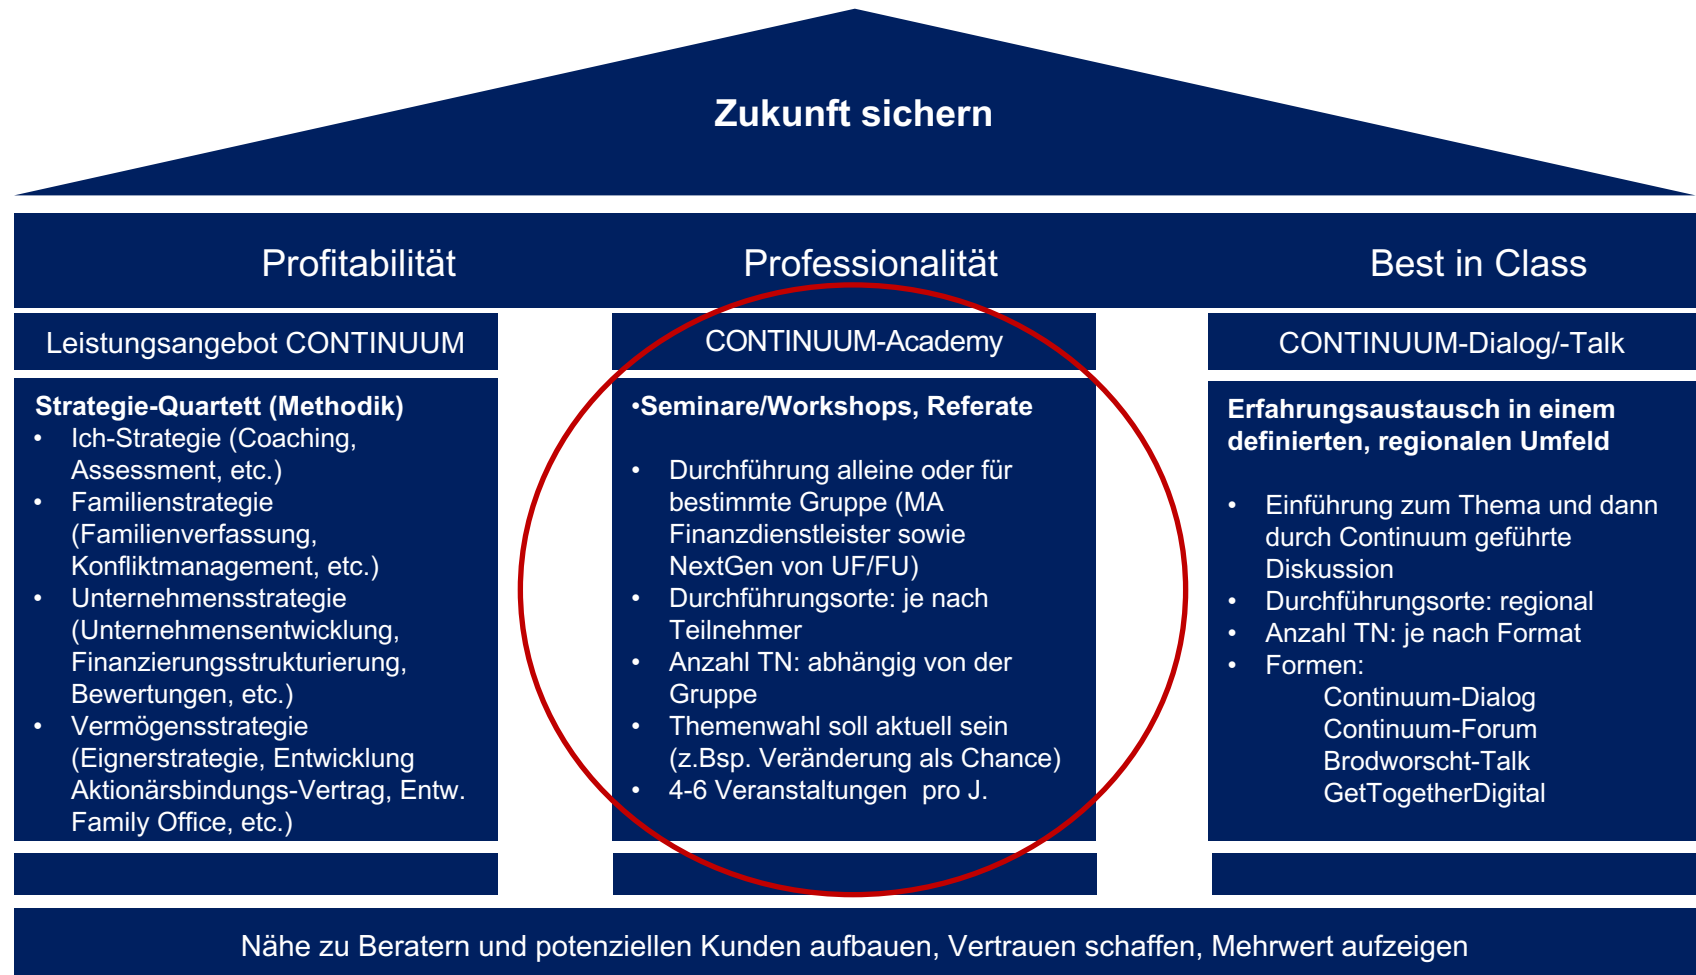 Zukunft sichern
Profitabilität
Professionalität
Best in Class
Leistungsangebot CONTINUUM
Strategie-Quartett (Methodik)
• Ich-Strategie (Coaching,
Assessment, etc.)
• Familienstrategie
(Familienverfassung,
Konfliktmanagement, etc.)
• Unternehmensstrategie
(Unternehmensentwicklung,
Finanzierungsstrukturierung,
Bewertungen, etc.)
• Vermögensstrategie
(Eignerstrategie, Entwicklung
Aktionärsbindungs-Vertrag, Entw.
Family Office, etc.)
CONTINUUM-Academy
•Seminare/Workshops, Referate
• Durchführung alleine oder für
bestimmte Gruppe (MA
Finanzdienstleister sowie
NextGen von UF/FU)
• Durchführungsorte: je nach
Teilnehmer
• Anzahl TN: abhängig von der
Gruppe
• Themenwahl soll aktuell sein
(z.Bsp. Veränderung als Chance)
• 4-6 Veranstaltungen  pro J.
CONTINUUM-Dialog/-Talk
Erfahrungsaustausch in einem
definierten, regionalen Umfeld
• Einführung zum Thema und dann
durch Continuum geführte
Diskussion
• Durchführungsorte: regional
• Anzahl TN: je nach Format
• Formen:
Continuum-Dialog
Continuum-Forum
Brodworscht-Talk
GetTogetherDigital
Nähe zu Beratern und potenziellen Kunden aufbauen, Vertrauen schaffen, Mehrwert aufzeigen